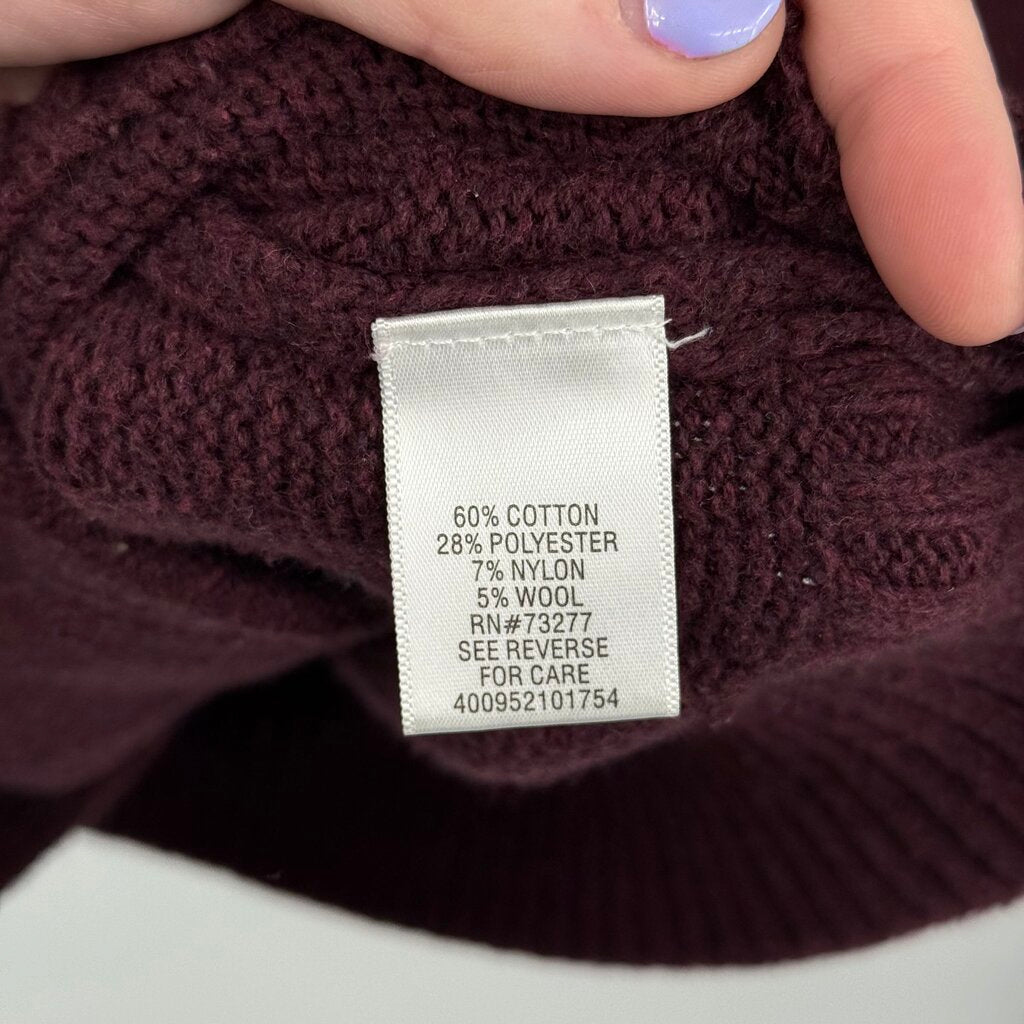 60% COTTON
28% POLYESTER
7% NYLON
5% WOOL
RN#73277
SEE REVERSE
FOR CARE
400952101754